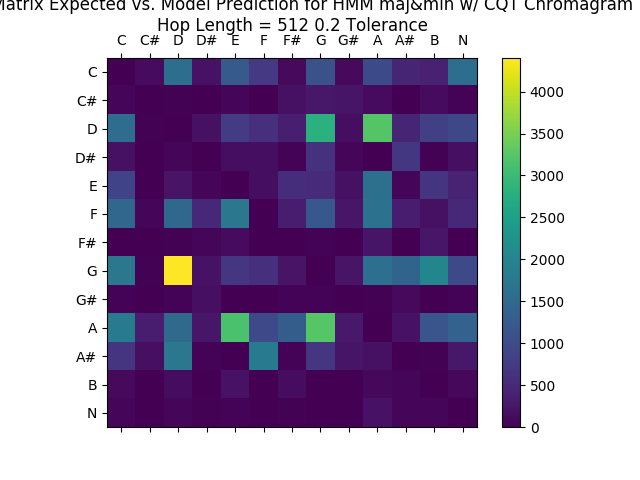 Matrix Expected vs. Model Prediction for HMM maj&min w/ CQT Chromagram
Hop Length = 512 0.2 Tolerance
C C# D D# E F F# G G# A A# B N
C
C#
D
D#
E
F
F#
G
G#
A
A#
B
N
4000
3500
3000
2500
2000
1500
1000
500
0